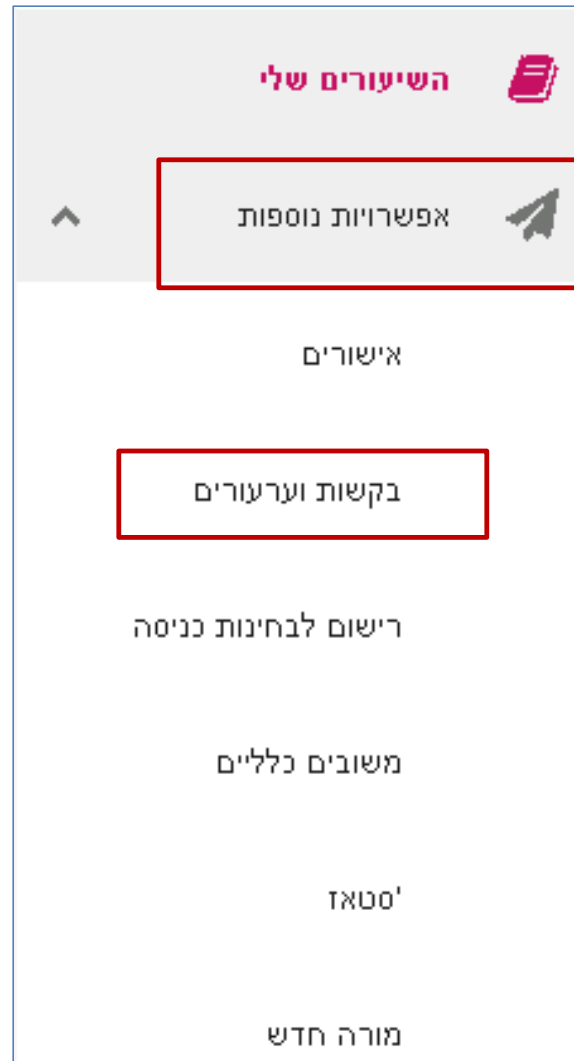 השיעורים שלי
אפשרויות נוספות
אישורים
בקשות וערעורים
רישום לבחינות כניסה
משובים כלליים
'סטאז
מורה חדש